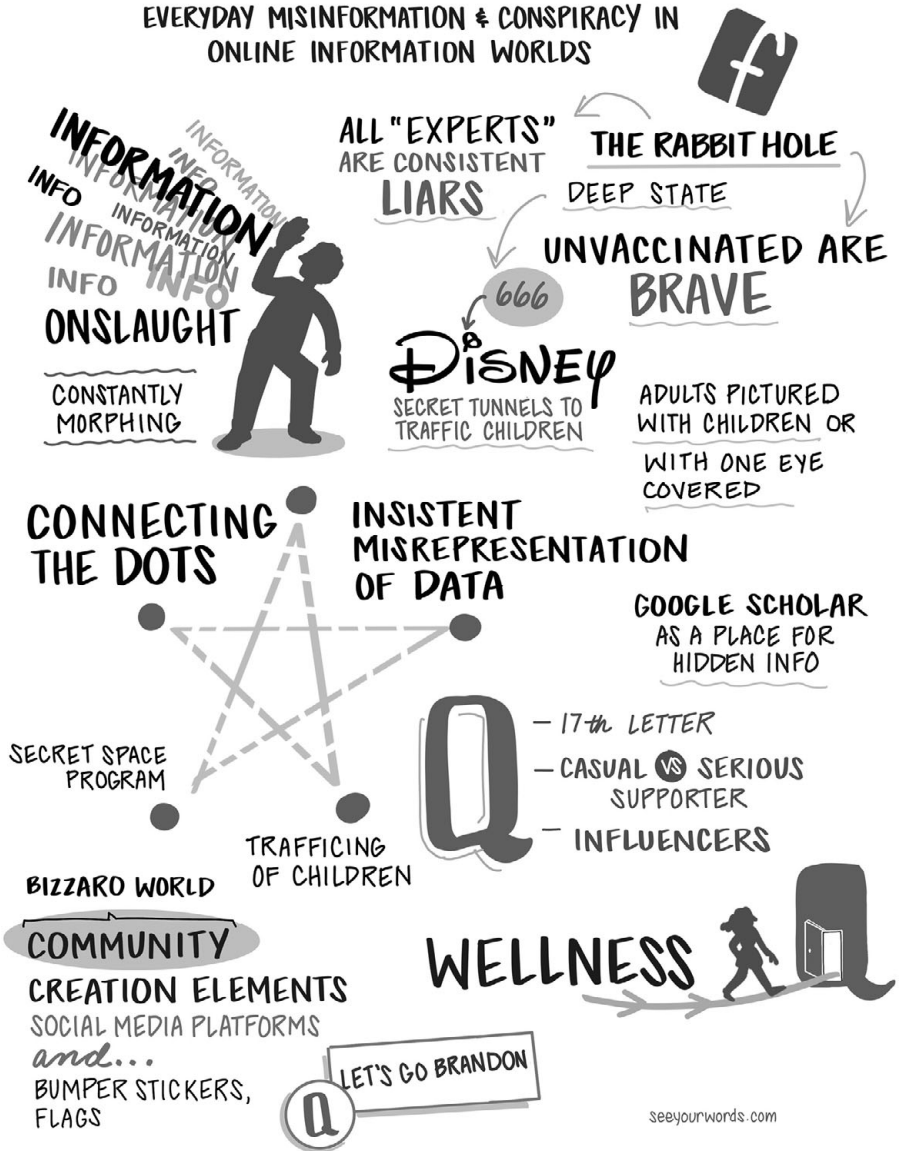 EVERYDAY MISINFORMATION & CONSPIRACY IN
ONLINE INFORMATION WORLDS
f
INFORMATION
INFORMATION
INFO
INFORMATION
INFO
INFORMATION
INFORMATION
INFO
INFO
ONSLAUGHT
CONSTANTLY
MORPHING
ALL "EXPERTS"
ARE CONSISTENT
LIARS
THE RABBIT HOLE
DEEP STATE
UNVACCINATED ARE
BRAVE
666
DISNEY
SECRET TUNNELS TO
TRAFFIC CHILDREN
ADULTS PICTURED
WITH CHILDREN OR
WITH ONE EYE
COVERED
CONNECTING
THE DOTS
INSISTENT
MISREPRESENTATION
OF DATA
GOOGLE SCHOLAR
AS A PLACE FOR
HIDDEN INFO
SECRET SPACE
PROGRAM
TRAFFICING
OF CHILDREN
Q
– 17th LETTER
– CASUAL VS SERIOUS
SUPPORTER
– INFLUENCERS
BIZZARO WORLD
COMMUNITY
CREATION ELEMENTS
SOCIAL MEDIA PLATFORMS
and...
BUMPER STICKERS,
FLAGS
WELLNESS
Q
Q
LET'S GO BRANDON
seeyourwords.com